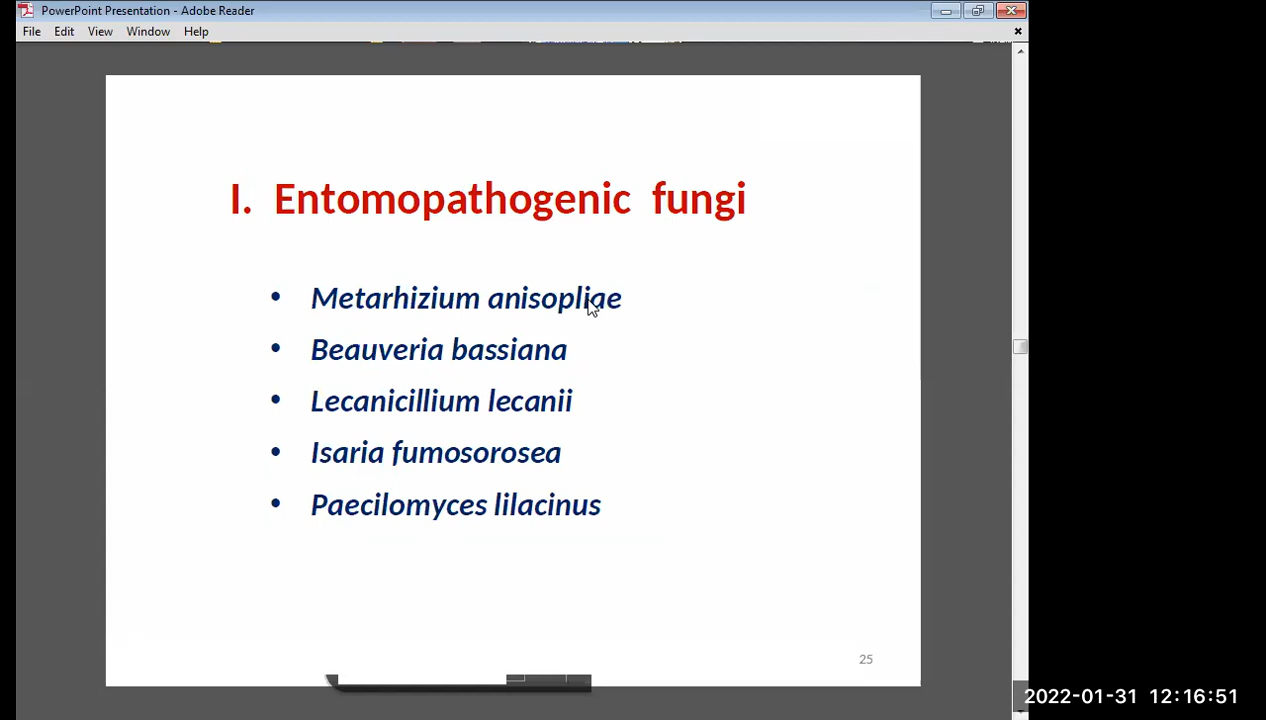 PowerPoint Presentation - Adobe Reader
File Edit View Window Help
I. Entomopathogenic fungi
• Metarhizium anisopliae
• Beauveria bassiana
• Lecanicillium lecanii
• Isaria fumosorosea
• Paecilomyces lilacinus
25
2022-01-31 12:16:51